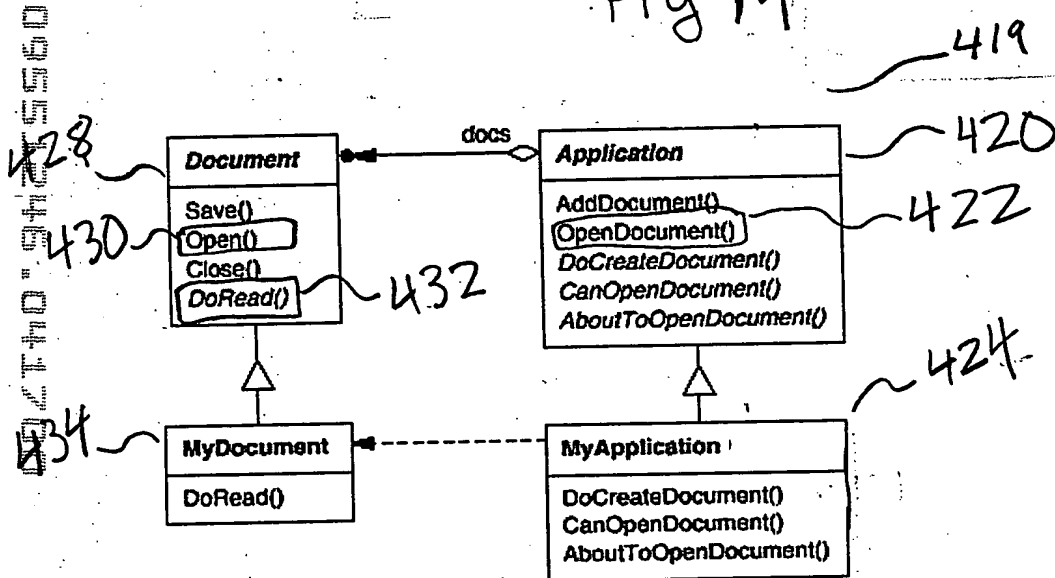 419
428
Document
docs
Application
420
Save()
AddDocument()
422
430
Open()
OpenDocument()
Close()
DoCreateDocument()
DoRead()
432
CanOpenDocument()
AboutToOpenDocument()
424
434
MyDocument
MyApplication
DoRead()
DoCreateDocument()
CanOpenDocument()
AboutToOpenDocument()